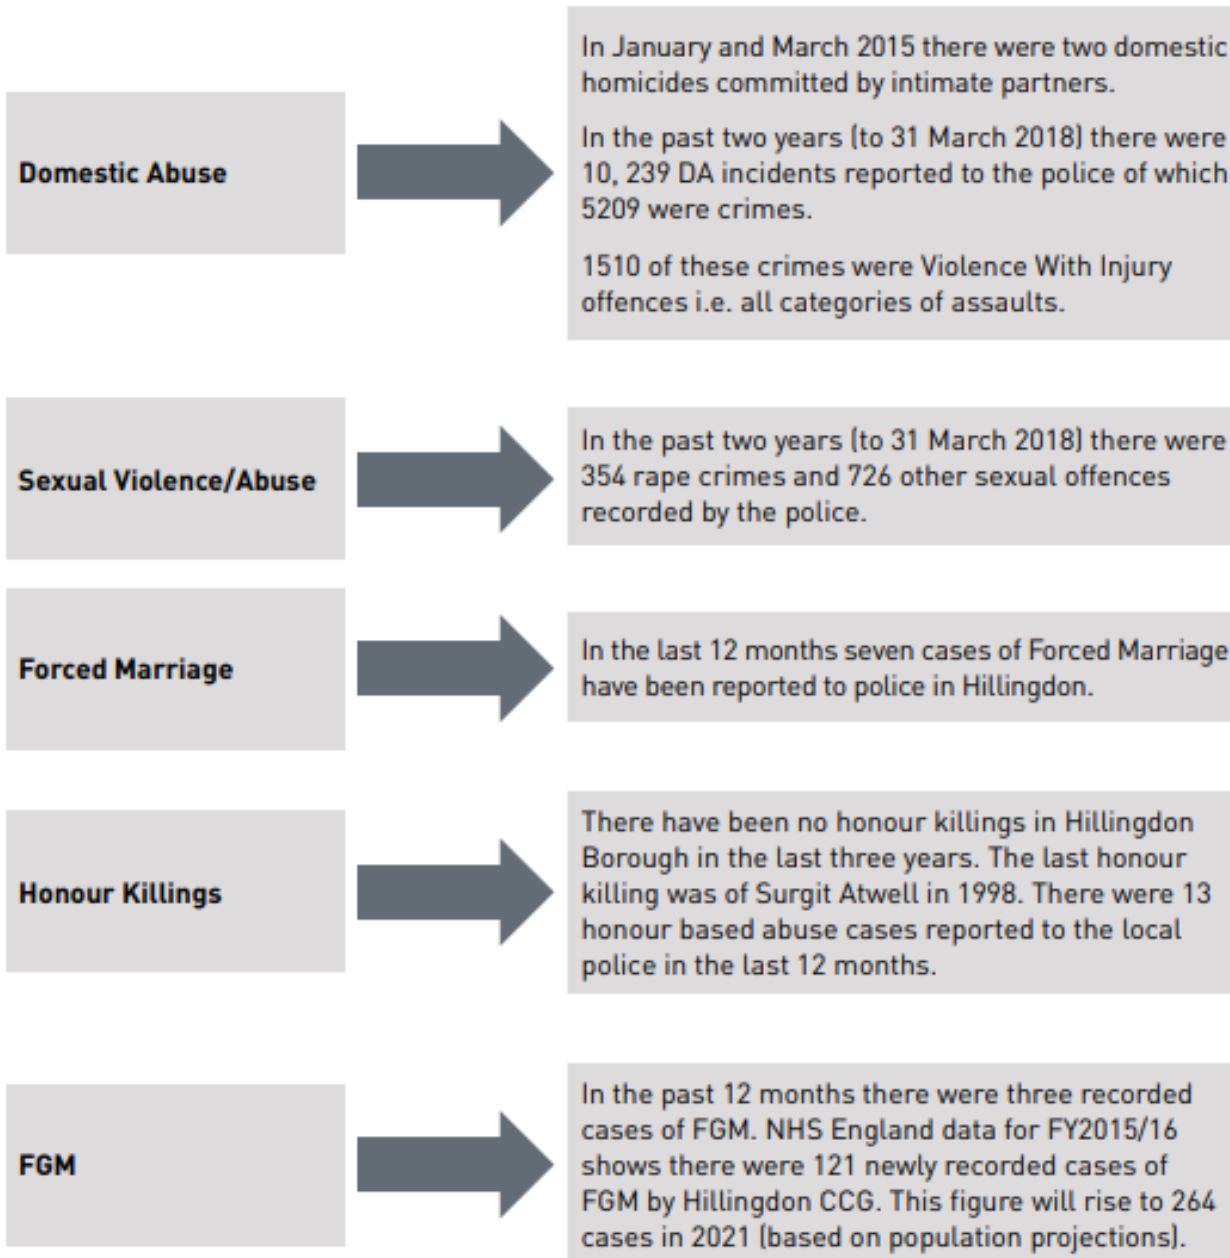 Domestic Abuse
In January and March 2015 there were two domestic
homicides committed by intimate partners.
In the past two years (to 31 March 2018) there were
10, 239 DA incidents reported to the police of which
5209 were crimes.
1510 of these crimes were Violence With Injury
offences i.e. all categories of assaults.
Sexual Violence/Abuse
In the past two years (to 31 March 2018) there were
354 rape crimes and 726 other sexual offences
recorded by the police.
Forced Marriage
In the last 12 months seven cases of Forced Marriage
have been reported to police in Hillingdon.
Honour Killings
There have been no honour killings in Hillingdon
Borough in the last three years. The last honour
killing was of Surgit Atwell in 1998. There were 13
honour based abuse cases reported to the local
police in the last 12 months.
FGM
In the past 12 months there were three recorded
cases of FGM. NHS England data for FY2015/16
shows there were 121 newly recorded cases of
FGM by Hillingdon CCG. This figure will rise to 264
cases in 2021 (based on population projections).